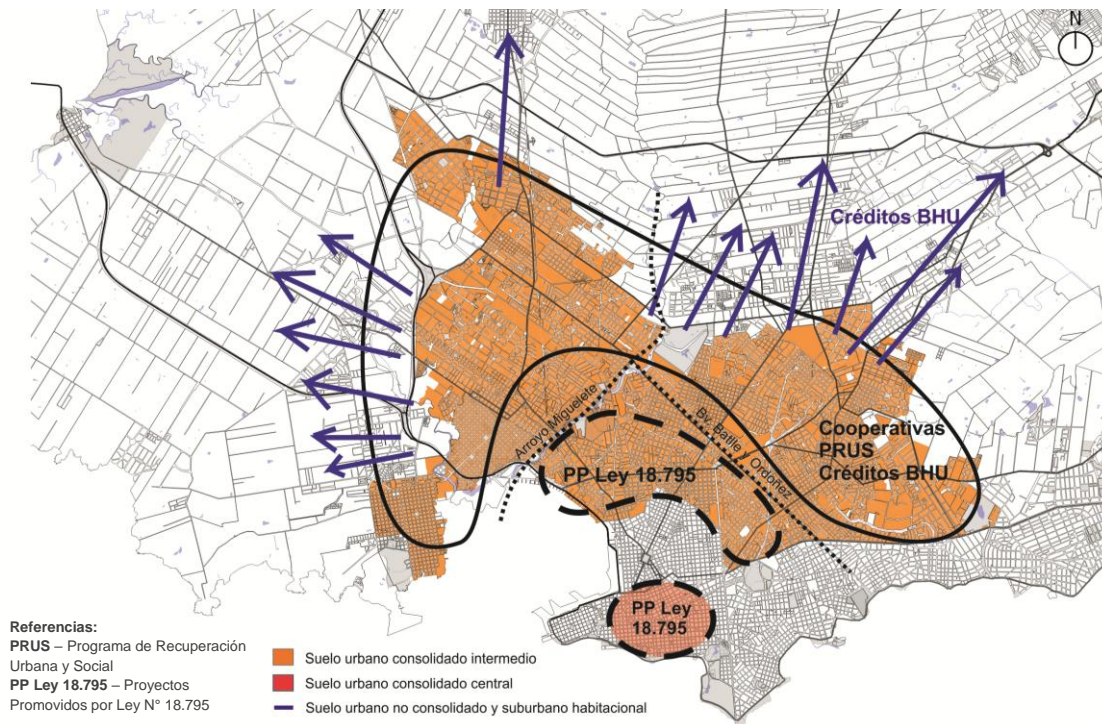 N
Créditos BHU
Arroyo Miguelete
Bv. Batlle y Ordóñez
Cooperativas
PRUS
Créditos BHU
PP Ley 18.795
PP Ley
18.795
Referencias:
PRUS – Programa de Recuperación
Urbana y Social
PP Ley 18.795 – Proyectos
Promovidos por Ley N° 18.795
Suelo urbano consolidado intermedio
Suelo urbano consolidado central
Suelo urbano no consolidado y suburbano habitacional